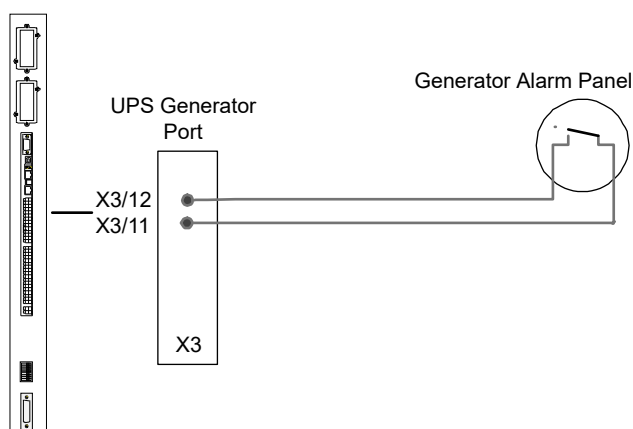 Generator Alarm Panel
UPS Generator
Port
X3/12
X3/11
X3